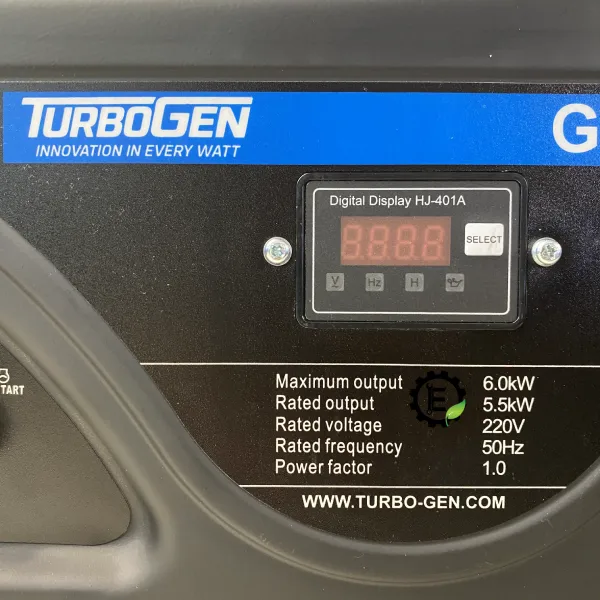 TURBOGEN
INNOVATION IN EVERY WATT
G
Digital Display HJ-401A
8.8.8.8
SELECT
V Hz H
START
Maximum output 6.0kW
Rated output 5.5kW
Rated voltage 220V
Rated frequency 50Hz
Power factor 1.0
E
WWW.TURBO-GEN.COM